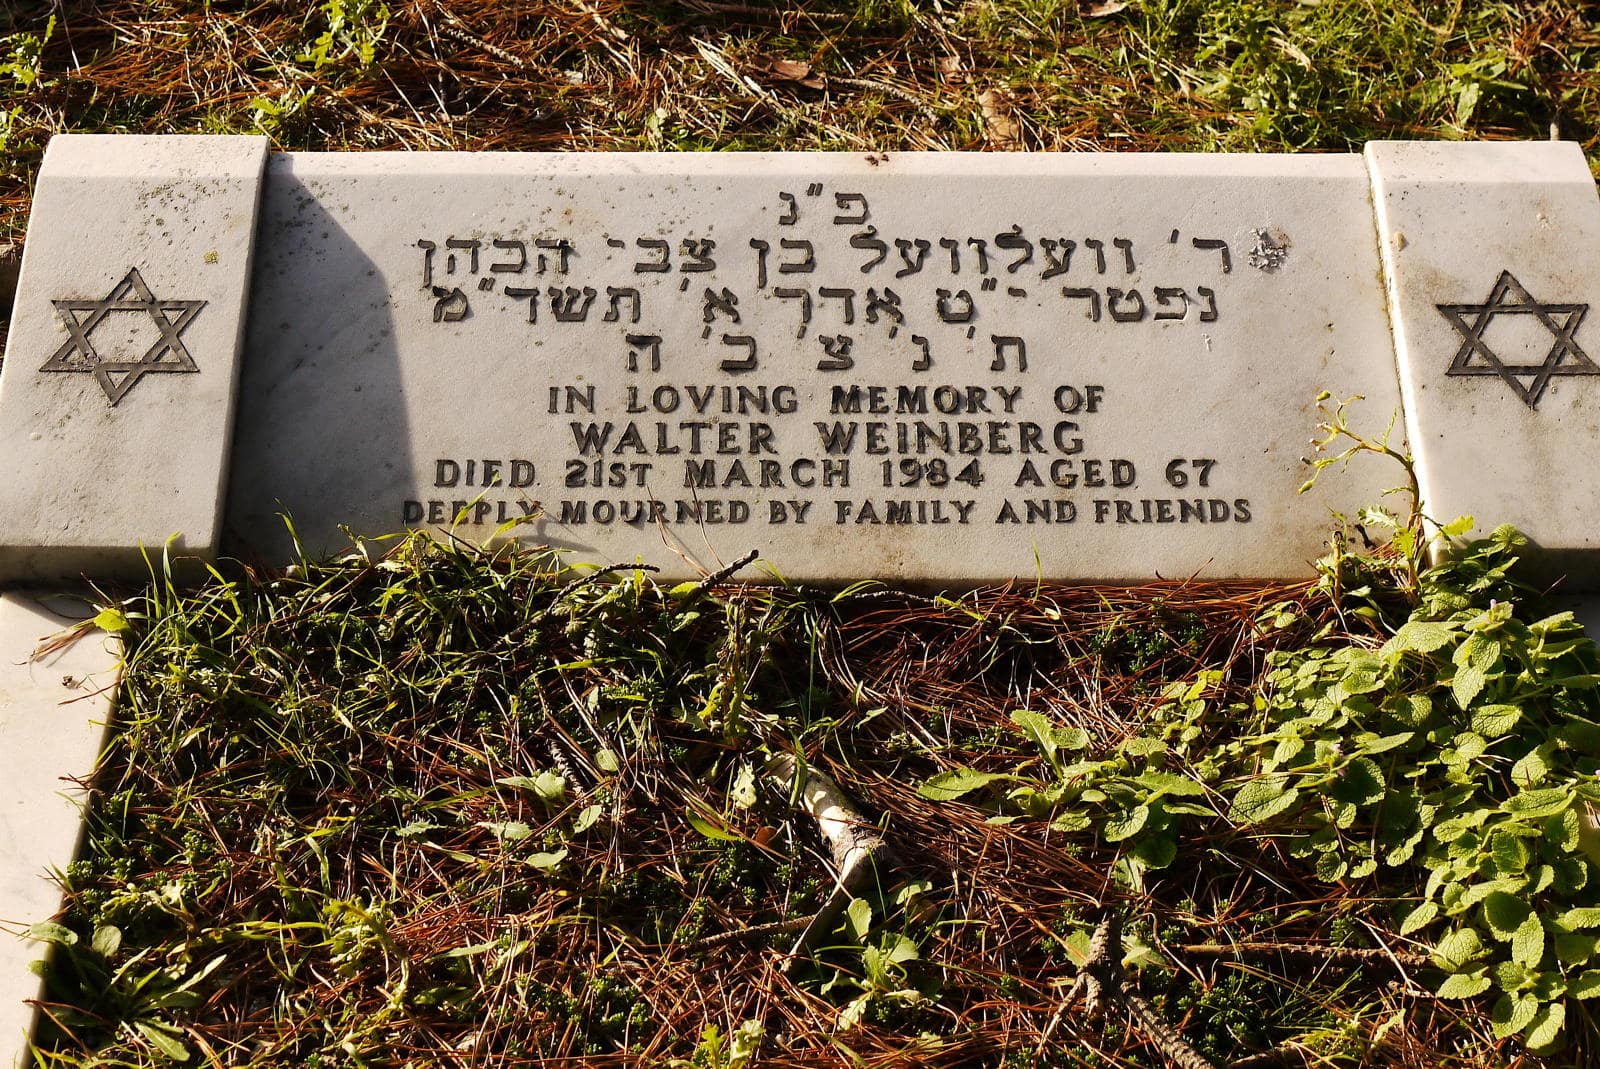 פ"נ
ר' וועלוועל בן צבי הכהן
נפטר י"ט אדר א' תשד"מ
ת' נ' צ' ב' ה
IN LOVING MEMORY OF
WALTER WEINBERG
DIED 21ST MARCH 1984 AGED 67
DEEPLY MOURNED BY FAMILY AND FRIENDS